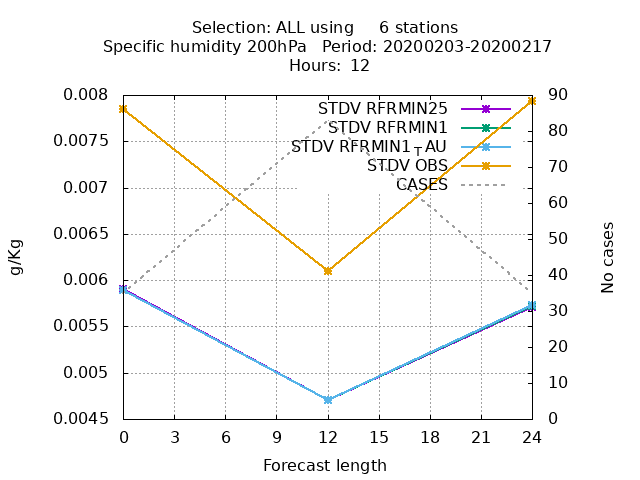 Selection: ALL using     6 stations
Specific humidity 200hPa   Period: 20200203-20200217
Hours: 12
STDV RFRMIN25
STDV RFRMIN1
STDV RFRMIN1TAU
STDV OBS
CASES
0.008
0.0075
0.007
0.0065
0.006
0.0055
0.005
0.0045
g/Kg
90
80
70
60
50
40
30
20
10
0
No cases
0 3 6 9 12 15 18 21 24
Forecast length